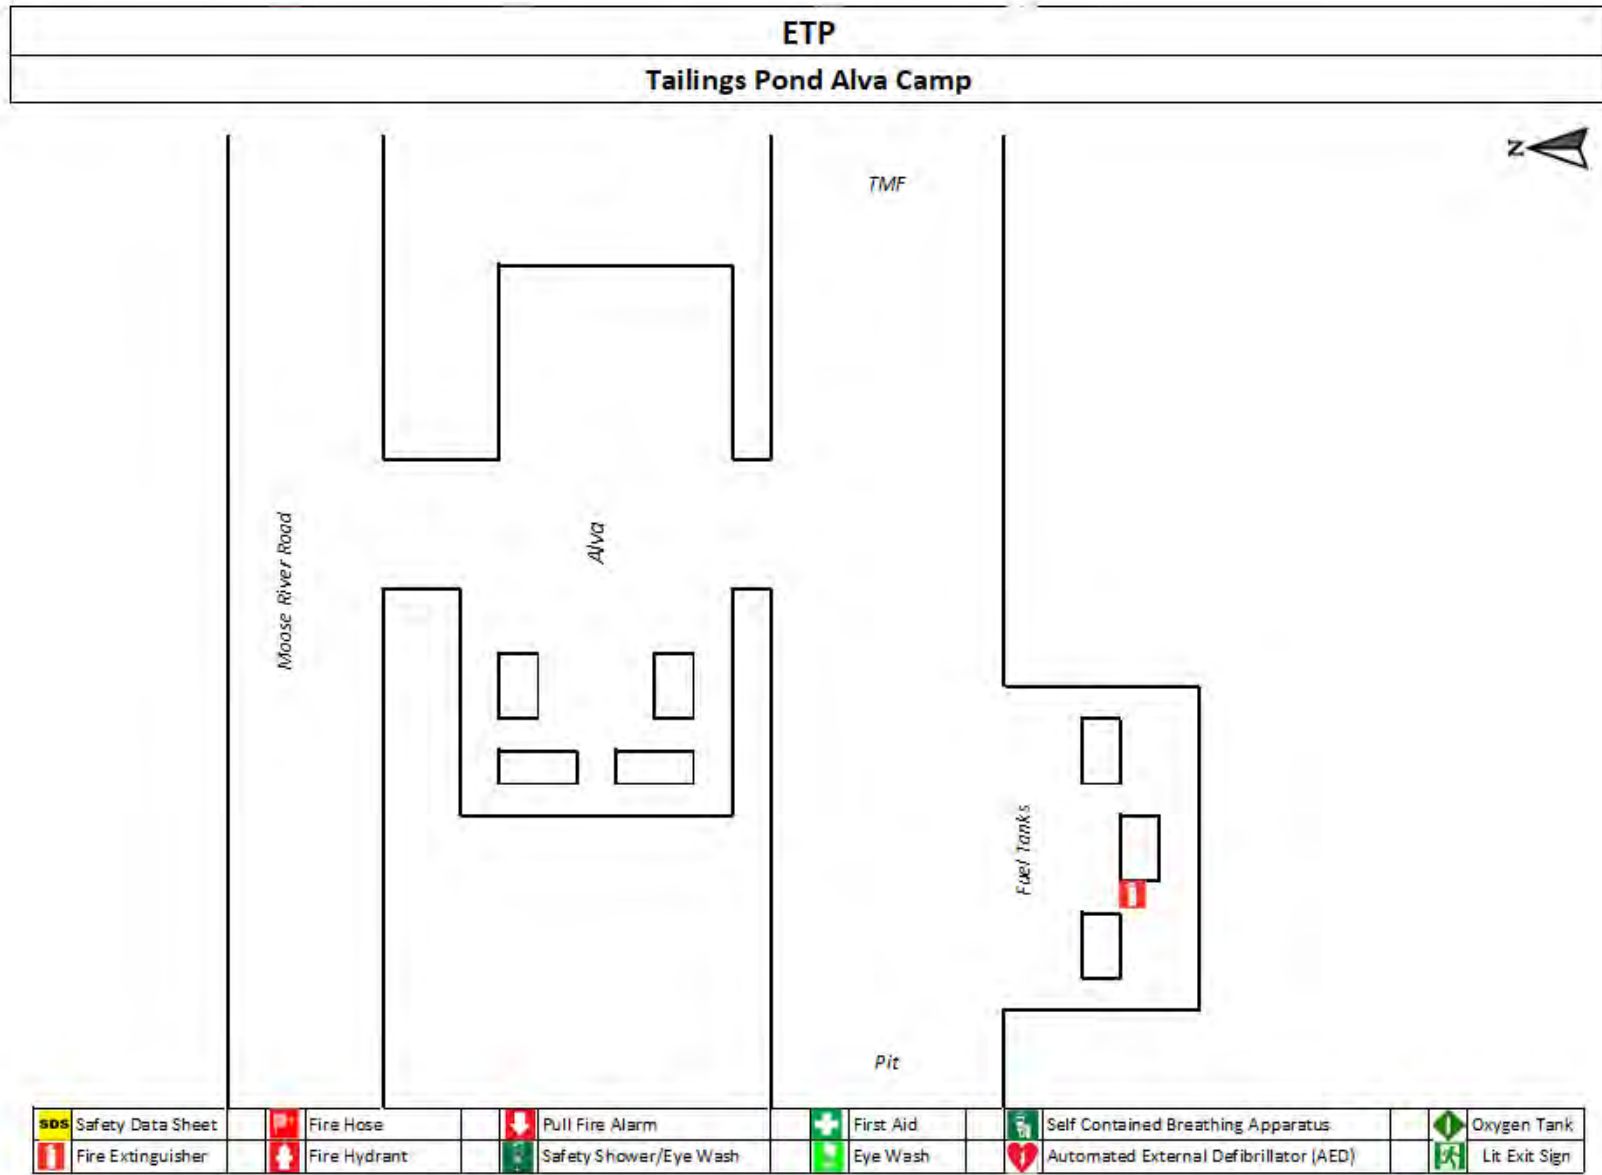 ETP
Tailings Pond Alva Camp
N
TMF
Moose River Road
Alva
Fuel Tanks
Pit
SDS Safety Data Sheet
Fire Hose
Pull Fire Alarm
First Aid
Self Contained Breathing Apparatus
Oxygen Tank
Fire Extinguisher
Fire Hydrant
Safety Shower/Eye Wash
Eye Wash
Automated External Defibrillator (AED)
Lit Exit Sign